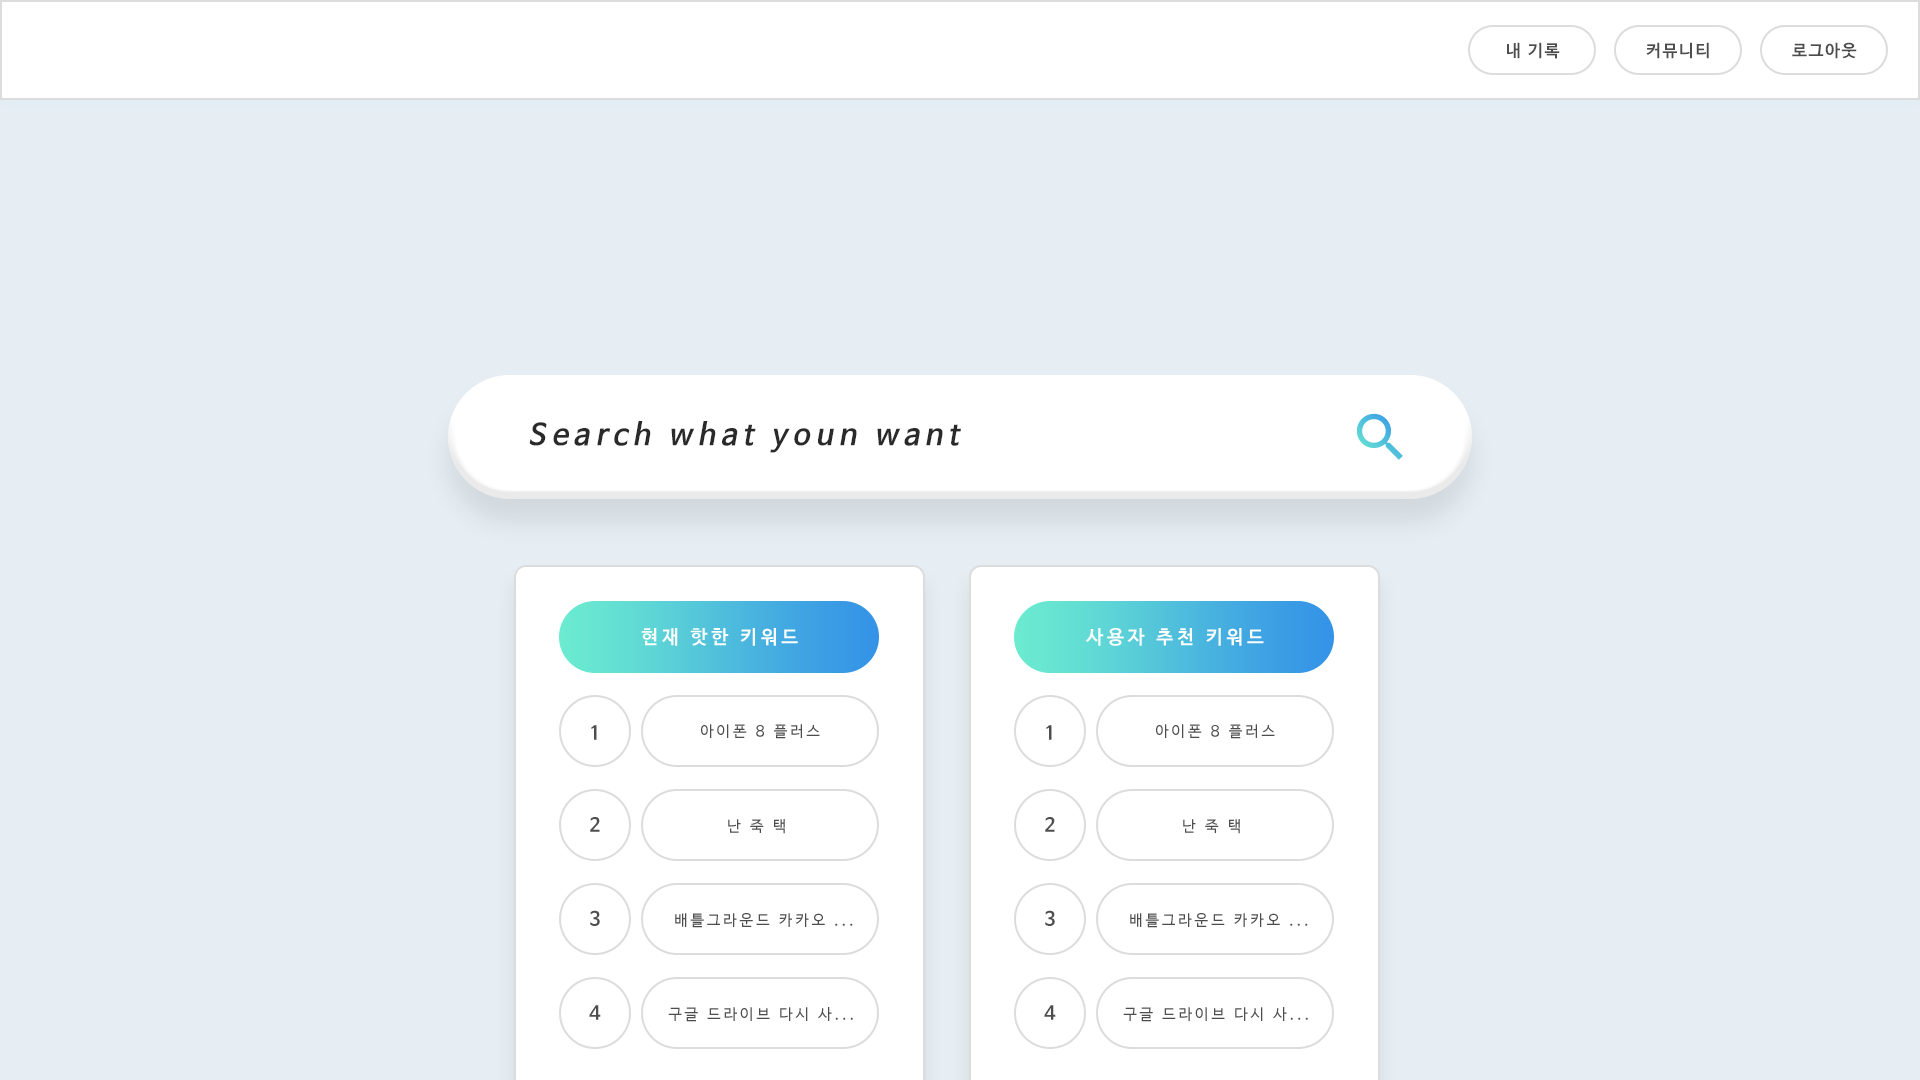 내 기록 커뮤니티 로그아웃
Search what youn want
현재 핫한 키워드
1 아이폰 8 플러스
2 난 죽 택
3 배틀그라운드 카카오 ...
4 구글 드라이브 다시 사...
사용자 추천 키워드
1 아이폰 8 플러스
2 난 죽 택
3 배틀그라운드 카카오 ...
4 구글 드라이브 다시 사...